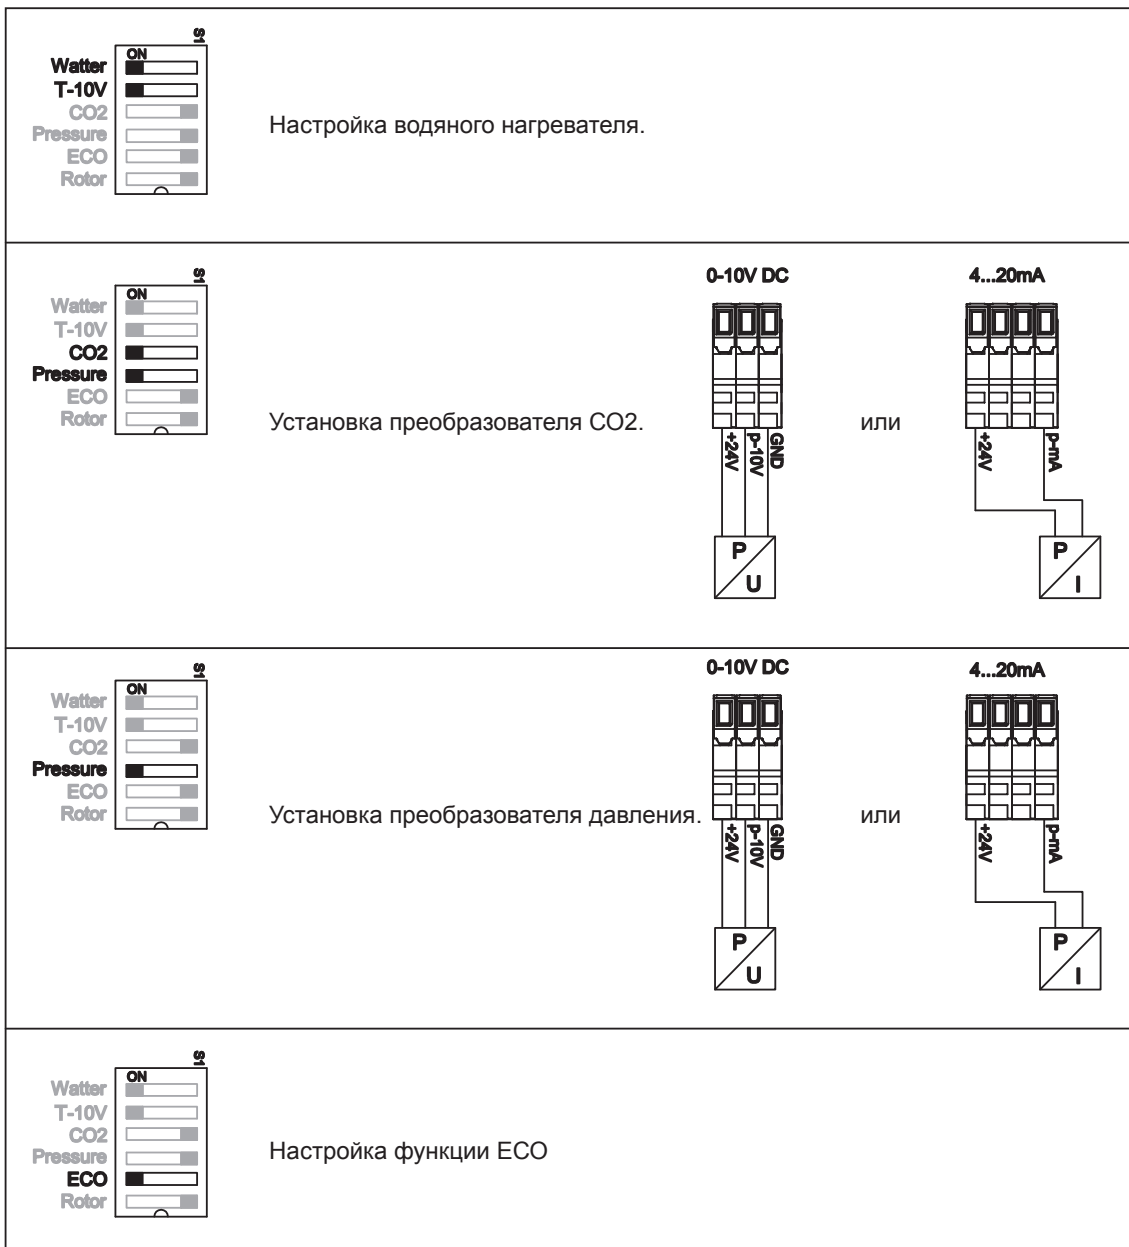 S1
ON
Watter
T-10V
CO2
Pressure
ECO
Rotor
Настройка водяного нагревателя.
S1
ON
Watter
T-10V
CO2
Pressure
ECO
Rotor
Установка преобразователя CO2.
0-10V DC
+24V
p-10V
GND
P
U
или
4...20mA
+24V
p-mA
P
I
S1
ON
Watter
T-10V
CO2
Pressure
ECO
Rotor
Установка преобразователя давления.
0-10V DC
+24V
p-10V
GND
P
U
или
4...20mA
+24V
p-mA
P
I
S1
ON
Watter
T-10V
CO2
Pressure
ECO
Rotor
Настройка функции ECO